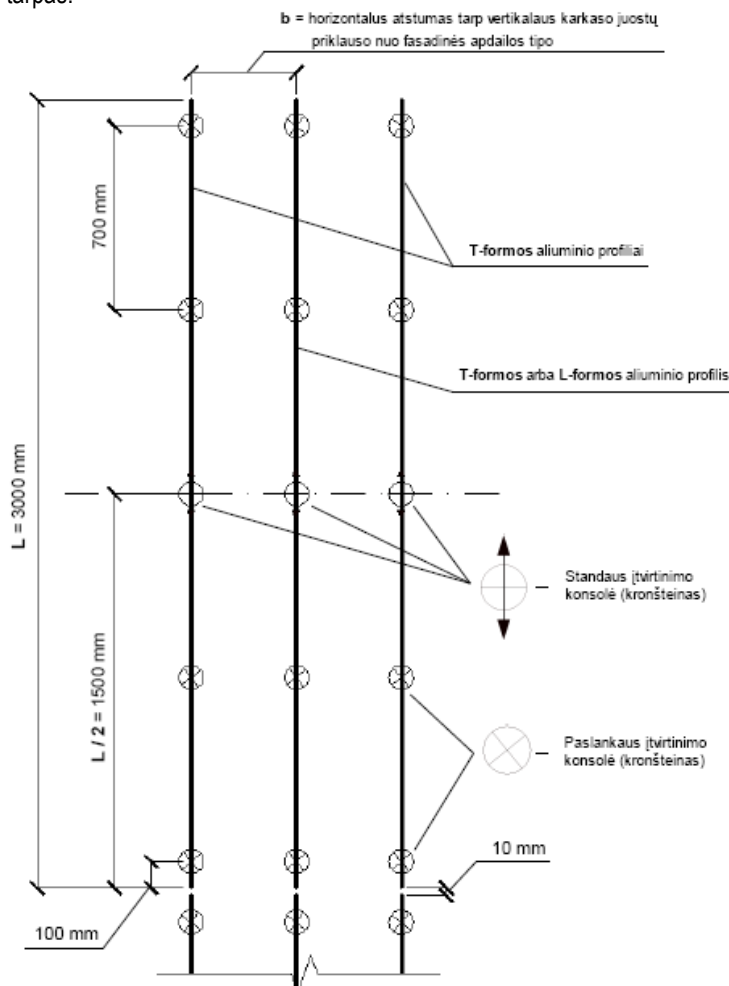 tarpas.
b = horizontalus atstumas tarp vertikalaus karkaso juostų
priklauso nuo fasadinės apdailos tipo
700 mm
T-formos aliuminio profiliai
T-formos arba L-formos aliuminio profilis
L = 3000 mm
Standaus įtvirtinimo
konsolė (kronšteinas)
L / 2 = 1500 mm
Paslankaus įtvirtinimo
konsolė (kronšteinas)
10 mm
100 mm